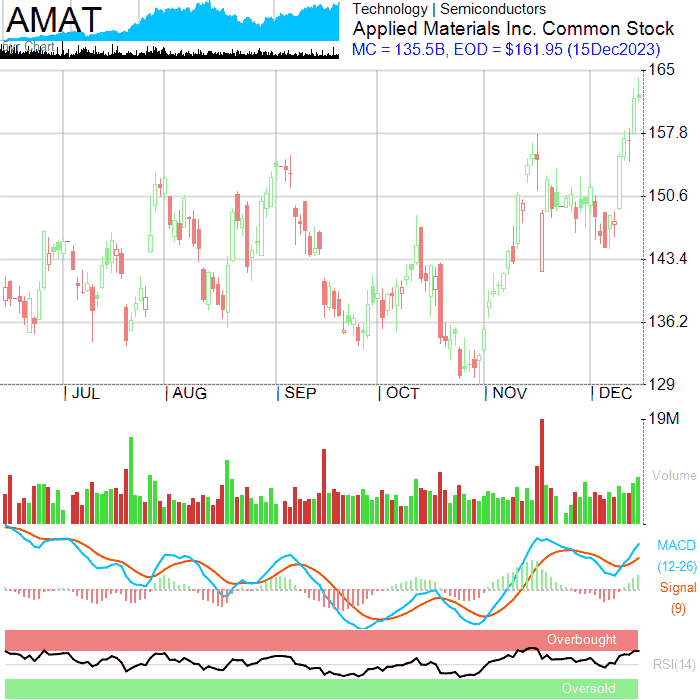 AMAT
Technology | Semiconductors
Applied Materials Inc. Common Stock
MC = 135.5B, EOD = $161.95 (15Dec2023)
Chart
165
157.8
150.6
143.4
136.2
129
JUL AUG SEP OCT NOV DEC
19M
Volume
MACD
(12-26)
Signal
(9)
Overbought
RSI(14)
Oversold